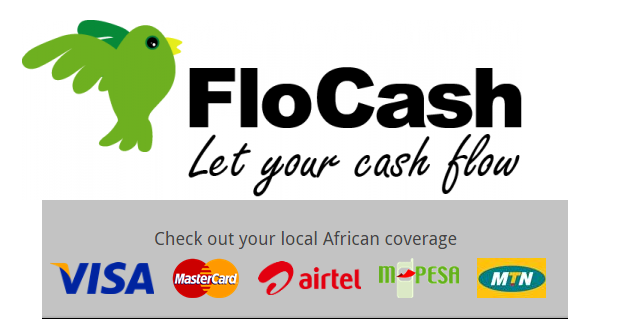 FloCash
Let your cash flow
Check out your local African coverage
VISA MasterCard airtel M-PESA MTN